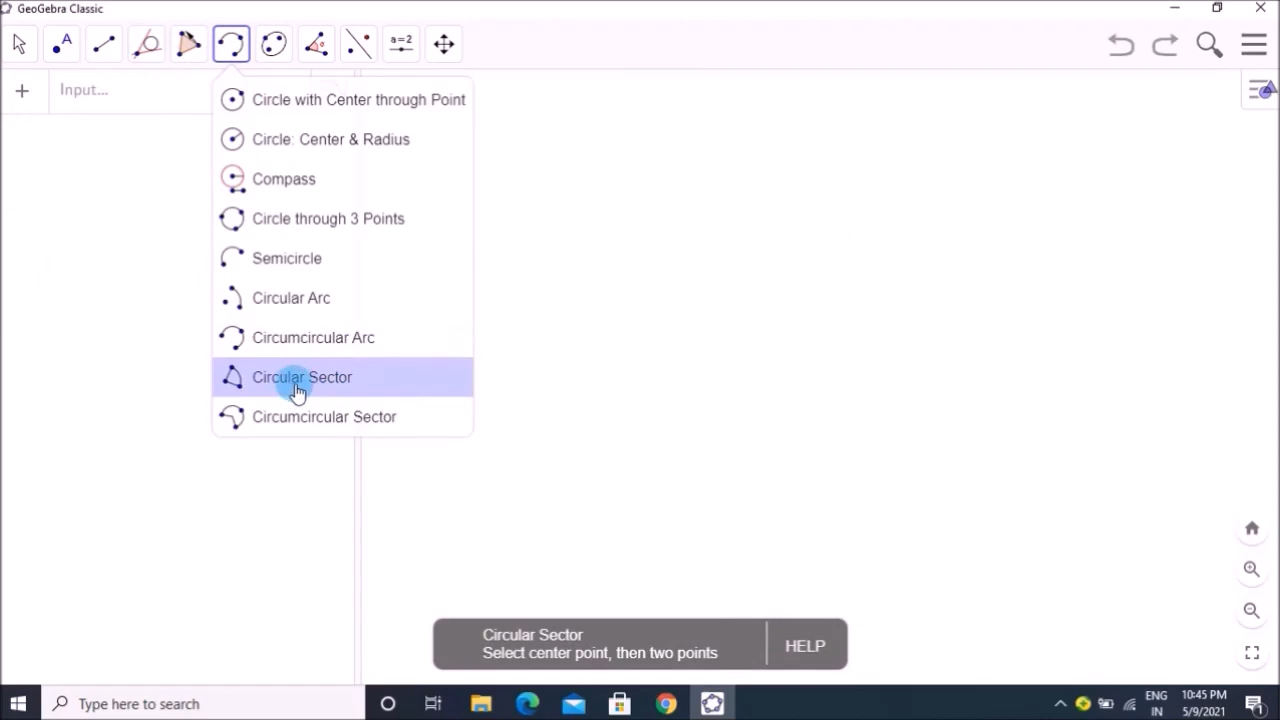 GeoGebra Classic
A
a=2
Input...
Circle with Center through Point
Circle: Center & Radius
Compass
Circle through 3 Points
Semicircle
Circular Arc
Circumcircular Arc
Circular Sector
Circumcircular Sector
Circular Sector
Select center point, then two points
HELP
Type here to search
ENG
IN
10:45 PM
5/9/2021
1